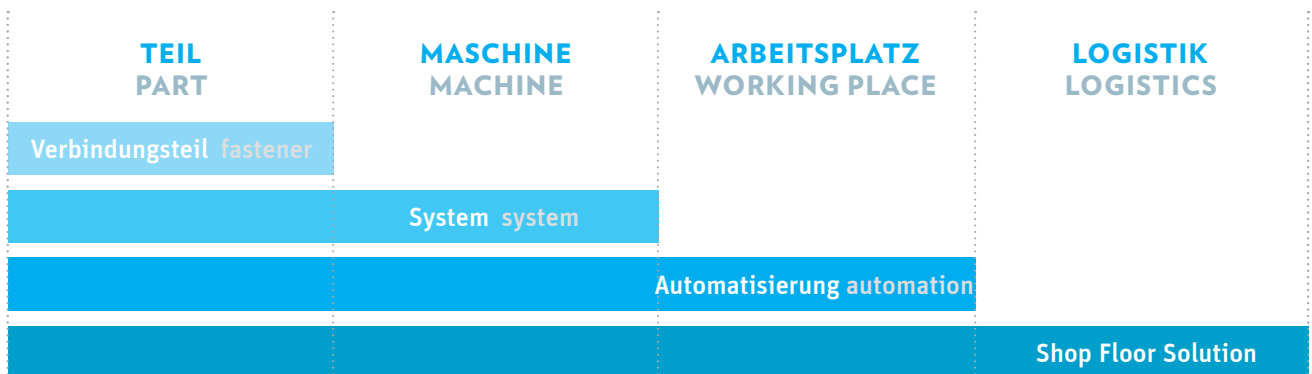 TEIL
PART
MASCHINE
MACHINE
ARBEITSPLATZ
WORKING PLACE
LOGISTIK
LOGISTICS
Verbindungsteil fastener
System system
Automatisierung automation
Shop Floor Solution